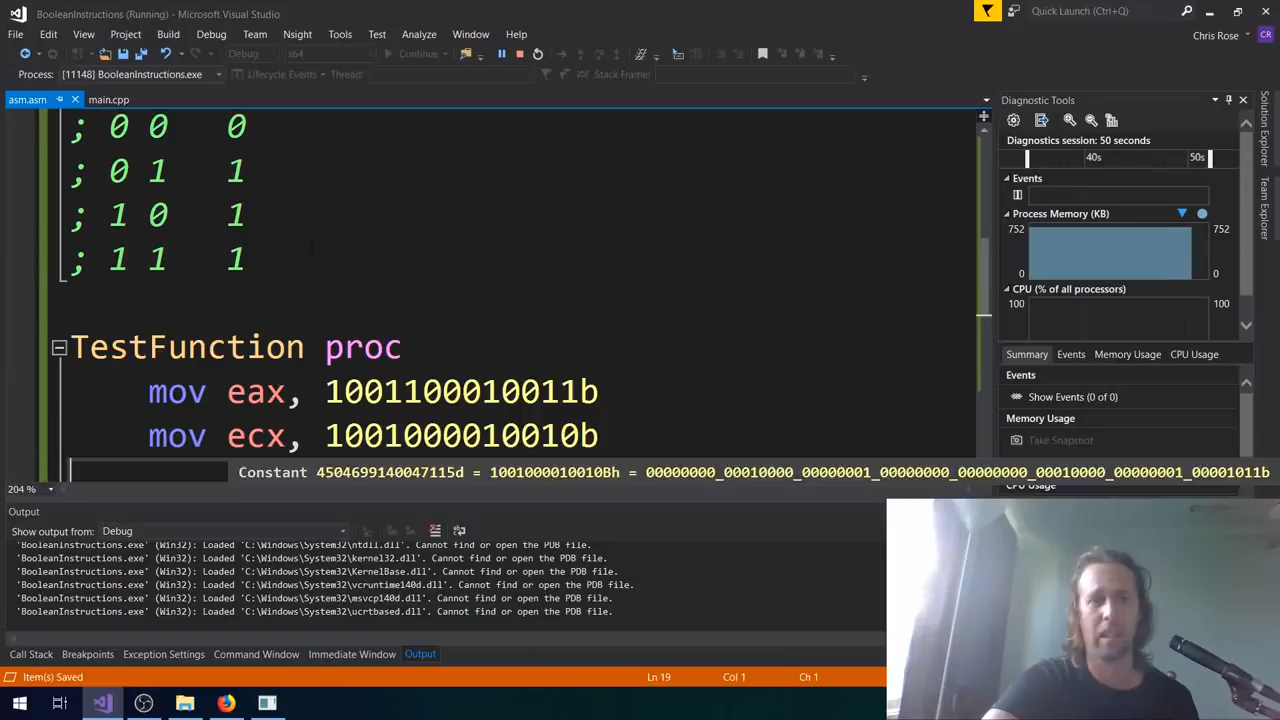 BooleanInstructions (Running) - Microsoft Visual Studio
Quick Launch (Ctrl+Q)
File Edit View Project Build Debug Team Nsight Tools Test Analyze Window Help
Chris Rose
CR
Debug x64 Continue
Process: [11148] BooleanInstructions.exe Lifecycle Events Thread: Stack Frame:
asm.asm main.cpp
; 0 0 0
; 0 1 1
; 1 0 1
; 1 1 1
TestFunction proc
mov eax, 1001100010011b
mov ecx, 1001000010010b
Constant 4504699140047115d = 1001000010010Bh = 00000000_00010000_00000001_00000000_00000000_00010000_00000001_00001011b
204 %
Diagnostic Tools
Diagnostics session: 50 seconds
40s 50s
Events
Process Memory (KB)
752 752
0 0
CPU (% of all processors)
100 100
Summary Events Memory Usage CPU Usage
Events
Show Events (0 of 0)
Memory Usage
Take Snapshot
CPU Usage
Solution Explorer
Team Explorer
Output
Show output from: Debug
'BooleanInstructions.exe' (Win32): Loaded 'C:\Windows\System32\ntdll.dll'. Cannot find or open the PDB file.
'BooleanInstructions.exe' (Win32): Loaded 'C:\Windows\System32\kernel32.dll'. Cannot find or open the PDB file.
'BooleanInstructions.exe' (Win32): Loaded 'C:\Windows\System32\KernelBase.dll'. Cannot find or open the PDB file.
'BooleanInstructions.exe' (Win32): Loaded 'C:\Windows\System32\vcruntime140d.dll'. Cannot find or open the PDB file.
'BooleanInstructions.exe' (Win32): Loaded 'C:\Windows\System32\msvcp140d.dll'. Cannot find or open the PDB file.
'BooleanInstructions.exe' (Win32): Loaded 'C:\Windows\System32\ucrtbased.dll'. Cannot find or open the PDB file.
Call Stack Breakpoints Exception Settings Command Window Immediate Window Output
Item(s) Saved Ln 19 Col 1 Ch 1